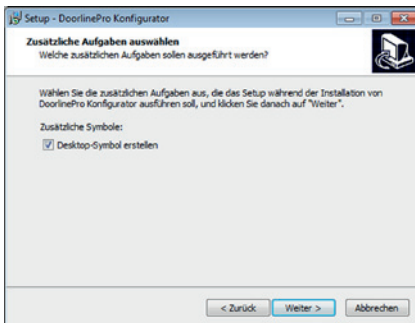 Setup - DoorlinePro Konfigurator
Zusätzliche Aufgaben auswählen
Welche zusätzlichen Aufgaben sollen ausgeführt werden?
Wählen Sie die zusätzlichen Aufgaben aus, die das Setup während der Installation von
DoorlinePro Konfigurator ausführen soll, und klicken Sie danach auf "Weiter".
Zusätzliche Symbole:
Desktop-Symbol erstellen
< Zurück
Weiter >
Abbrechen